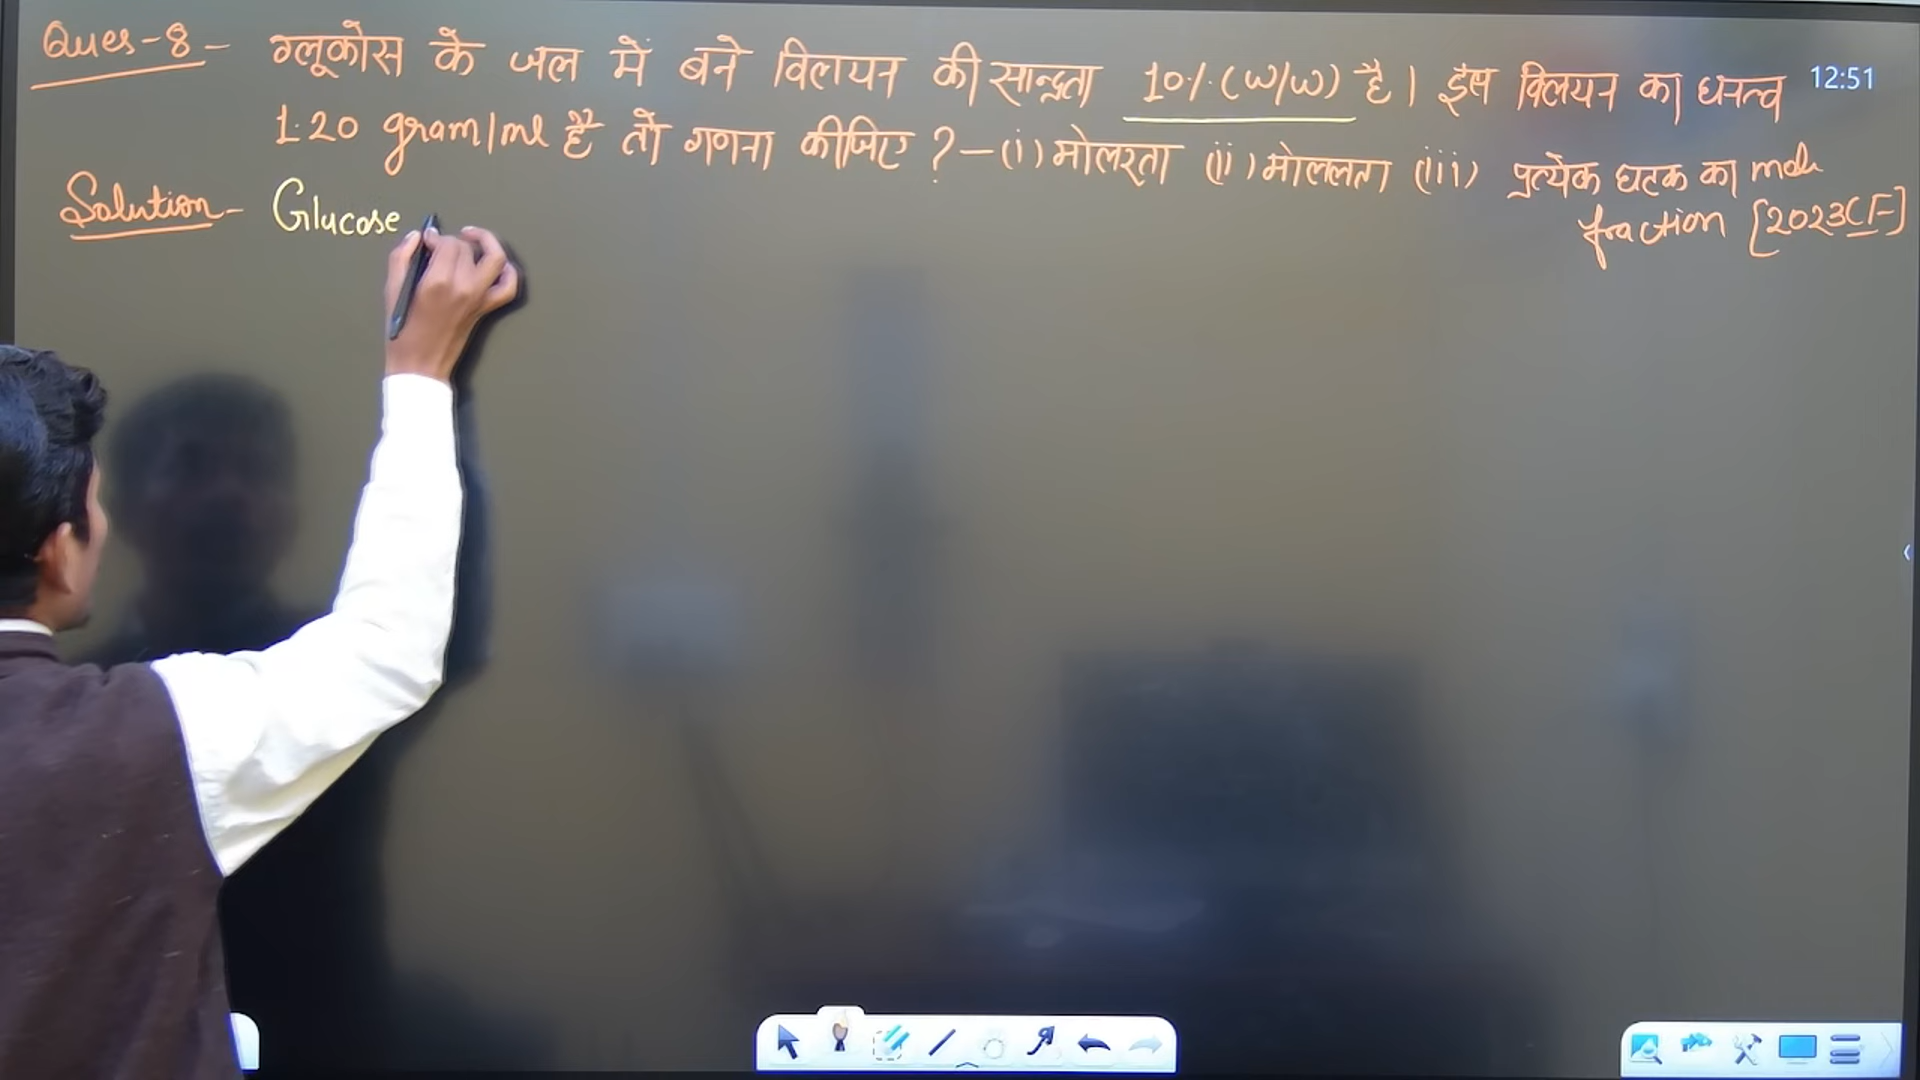 Ques-8- ग्लूकोस के जल में बने विलयन की सान्द्रता 10% (w/w) है। इस विलयन का घनत्व
12:51
1.20 gram/ml है तो गणना कीजिए ? - (i) मोलरता (ii) मोललता (iii) प्रत्येक घटक का mole
fraction [2023CF]
Solution- Glucose